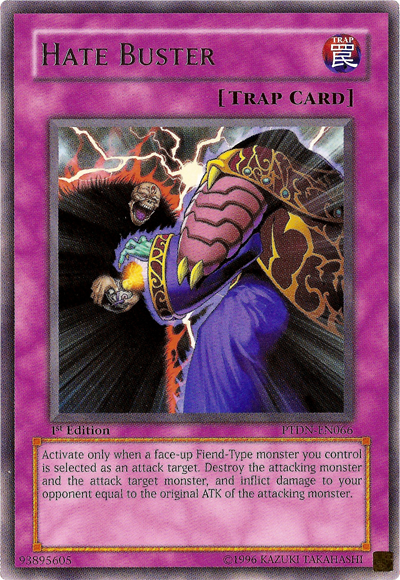 HATE BUSTER
TRAP
罠
[TRAP CARD]
1st Edition
PTDN-EN066
Activate only when a face-up Fiend-Type monster you control
is selected as an attack target. Destroy the attacking monster
and the attack target monster, and inflict damage to your
opponent equal to the original ATK of the attacking monster.
93895605
©1996 KAZUKI TAKAHASHI